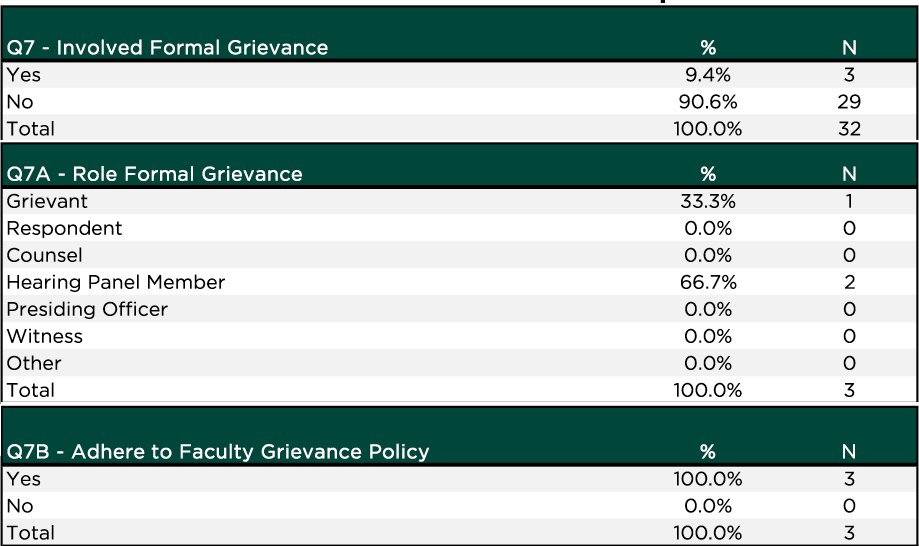 Q7 - Involved Formal Grievance % N
Yes 9.4% 3
No 90.6% 29
Total 100.0% 32
Q7A - Role Formal Grievance % N
Grievant 33.3% 1
Respondent 0.0% 0
Counsel 0.0% 0
Hearing Panel Member 66.7% 2
Presiding Officer 0.0% 0
Witness 0.0% 0
Other 0.0% 0
Total 100.0% 3
Q7B - Adhere to Faculty Grievance Policy % N
Yes 100.0% 3
No 0.0% 0
Total 100.0% 3